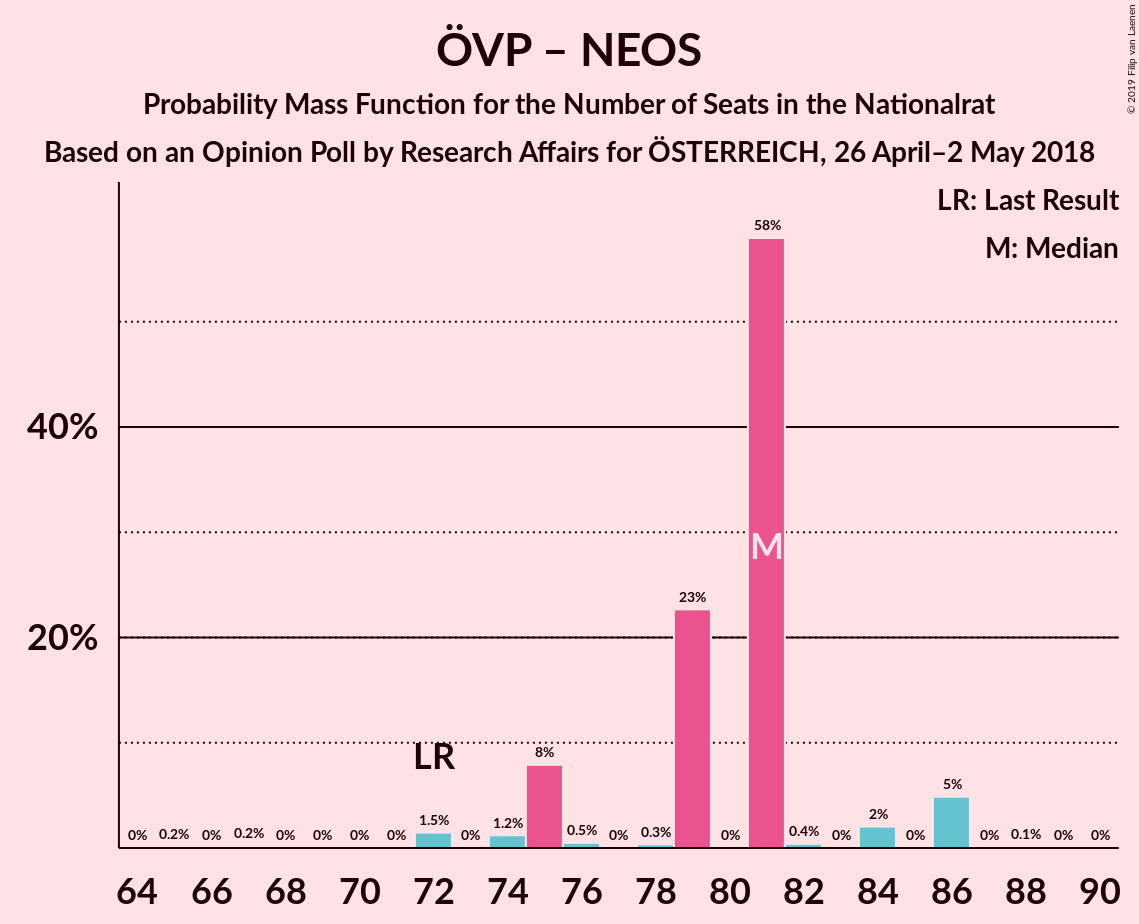 ÖVP – NEOS
Probability Mass Function for the Number of Seats in the Nationalrat
Based on an Opinion Poll by Research Affairs for ÖSTERREICH, 26 April–2 May 2018
© 2019 Filip van Laenen
LR: Last Result
M: Median
58%
40%
M
23%
20%
LR
8%
5%
0% 0.2% 0% 0.2% 0% 0% 0% 0% 1.5% 0% 1.2% 0.5% 0% 0.3% 0% 0.4% 0% 2% 0% 0% 0.1% 0% 0%
64 66 68 70 72 74 76 78 80 82 84 86 88 90